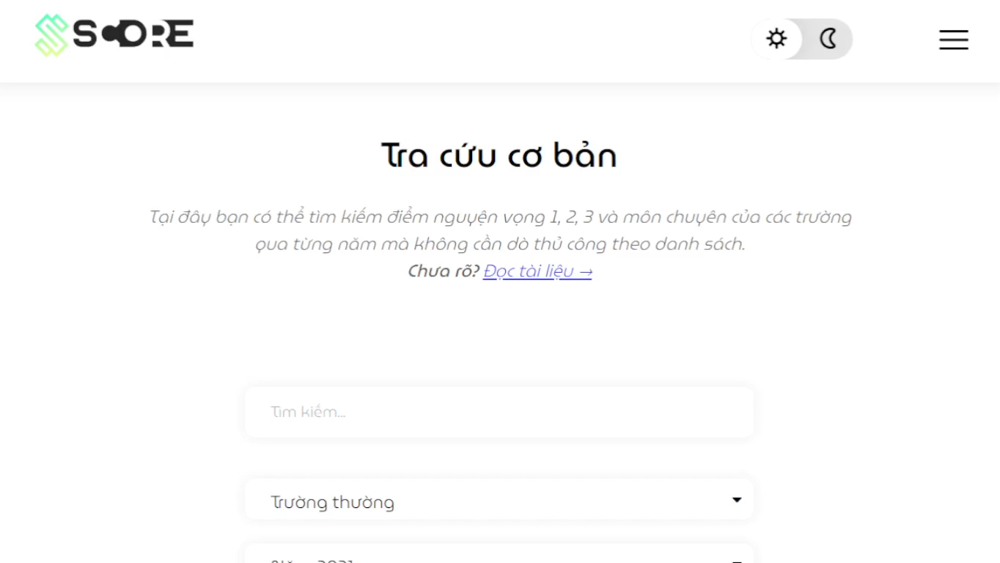 SCORE
Tra cứu cơ bản
Tại đây bạn có thể tìm kiếm điểm nguyện vọng 1, 2, 3 và môn chuyên của các trường
qua từng năm mà không cần dò thủ công theo danh sách.
Chưa rõ? Đọc tài liệu →
Tìm kiếm...
Trường thường
Năm 2021